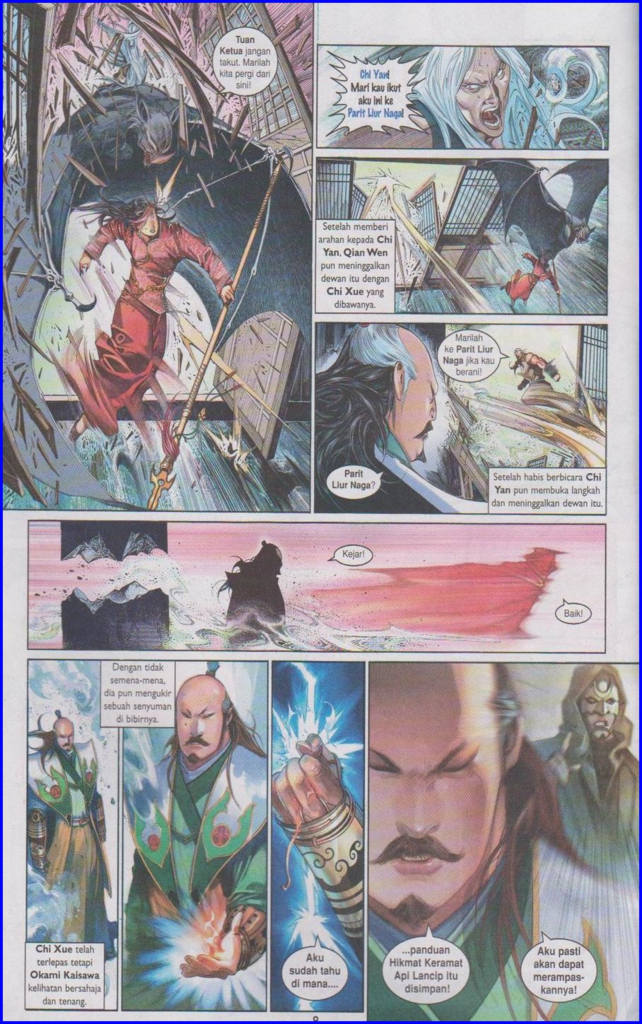 Tuan
Ketua jangan
takut. Marilah
kita pergi dari
sini!
Chi Yan!
Mari kau ikut
aku ini ke
Parit Liur Naga!
Setelah memberi
arahan kepada Chi
Yan, Qian Wen
pun meninggalkan
dewan itu dengan
Chi Xue yang
dibawanya.
Marilah
ke Parit Liur
Naga jika kau
berani!
Parit
Liur Naga?
Setelah habis berbicara Chi
Yan pun membuka langkah
dan meninggalkan dewan itu.
Kejar!
Baik!
Chi Xue telah
terlepas tetapi
Okami Kaisawa
kelihatan bersahaja
dan tenang.
Dengan tidak
semena-mena,
dia pun mengukir
sebuah senyuman
di bibirnya.
Aku
sudah tahu
di mana....
...panduan
Hikmat Keramat
Api Lancip itu
disimpan!
Aku pasti
akan dapat
merampas-
kannya!